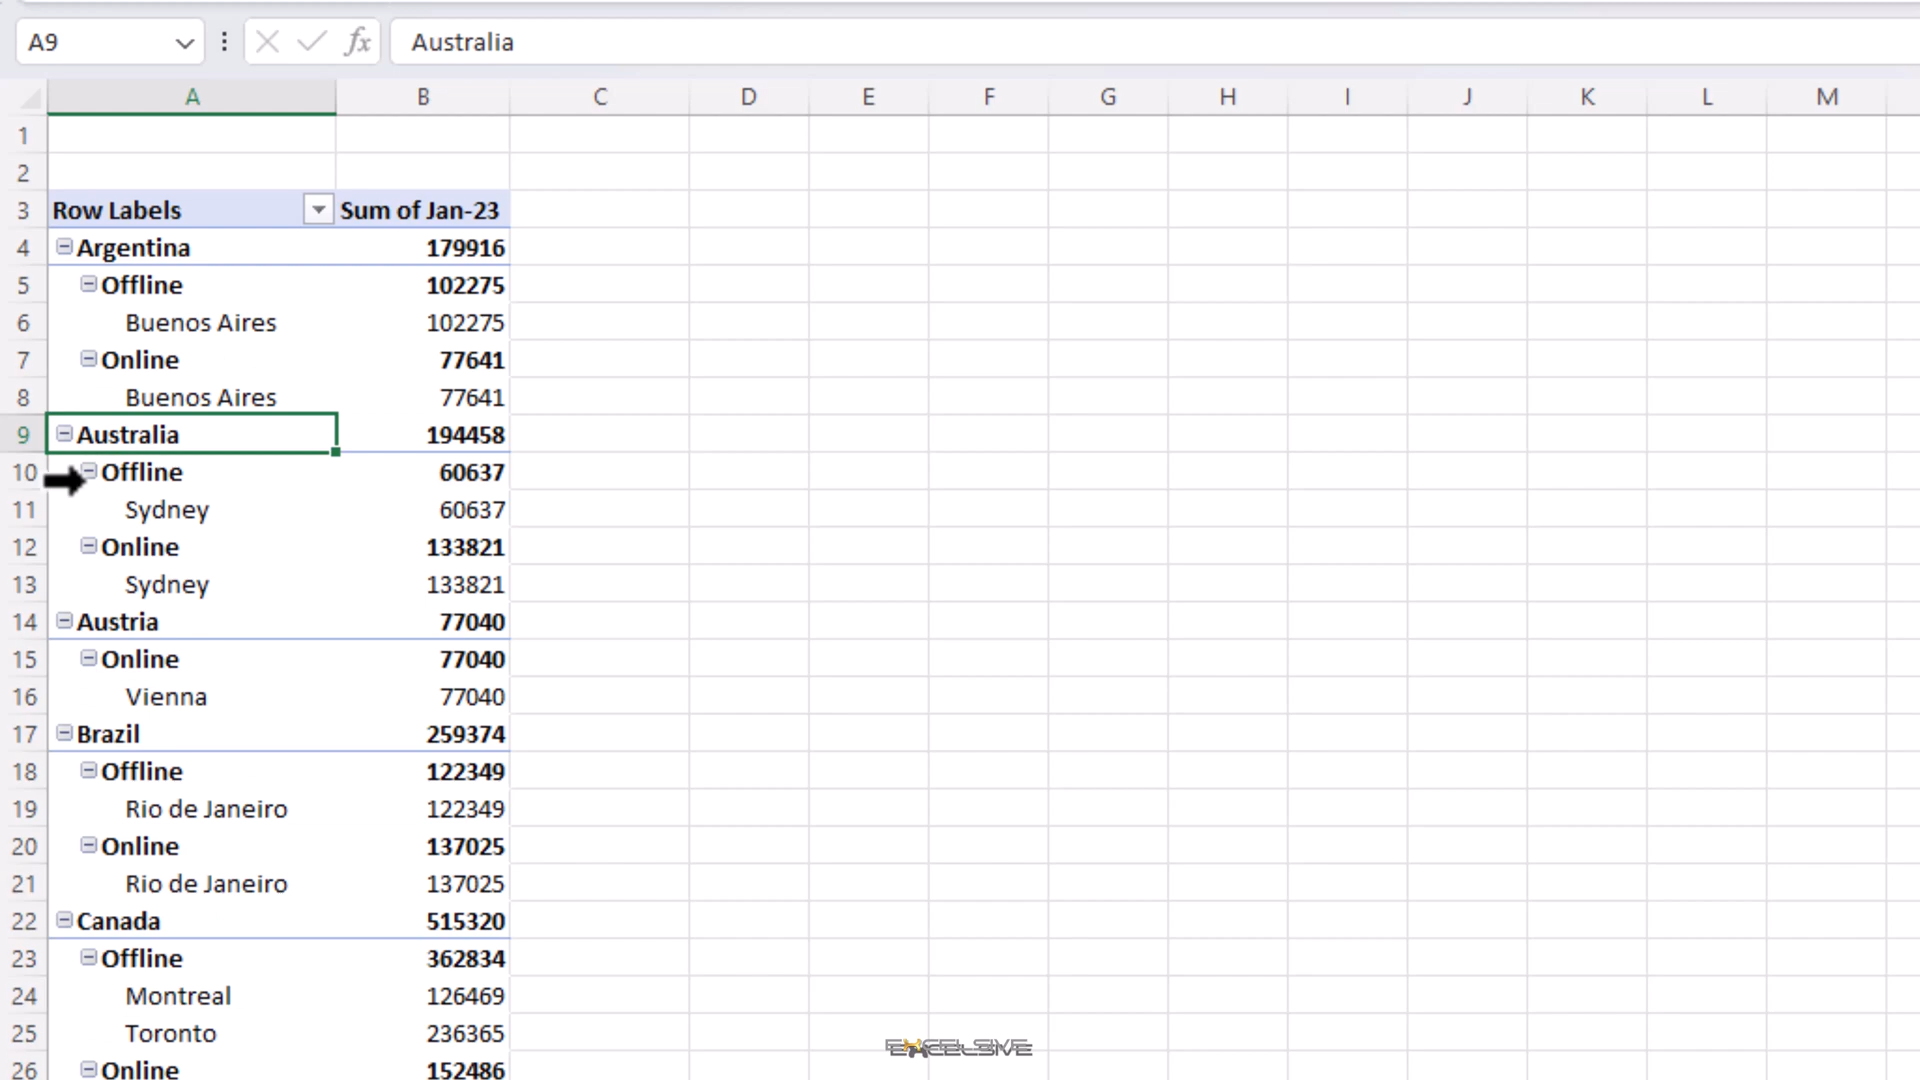 A9 fx Australia
A B C D E F G H I J K L M
1
2
3 Row Labels Sum of Jan-23
4 Argentina 179916
5 Offline 102275
6 Buenos Aires 102275
7 Online 77641
8 Buenos Aires 77641
9 Australia 194458
10 Offline 60637
11 Sydney 60637
12 Online 133821
13 Sydney 133821
14 Austria 77040
15 Online 77040
16 Vienna 77040
17 Brazil 259374
18 Offline 122349
19 Rio de Janeiro 122349
20 Online 137025
21 Rio de Janeiro 137025
22 Canada 515320
23 Offline 362834
24 Montreal 126469
25 Toronto 236365
26 Online 152486
EXCELSIVE